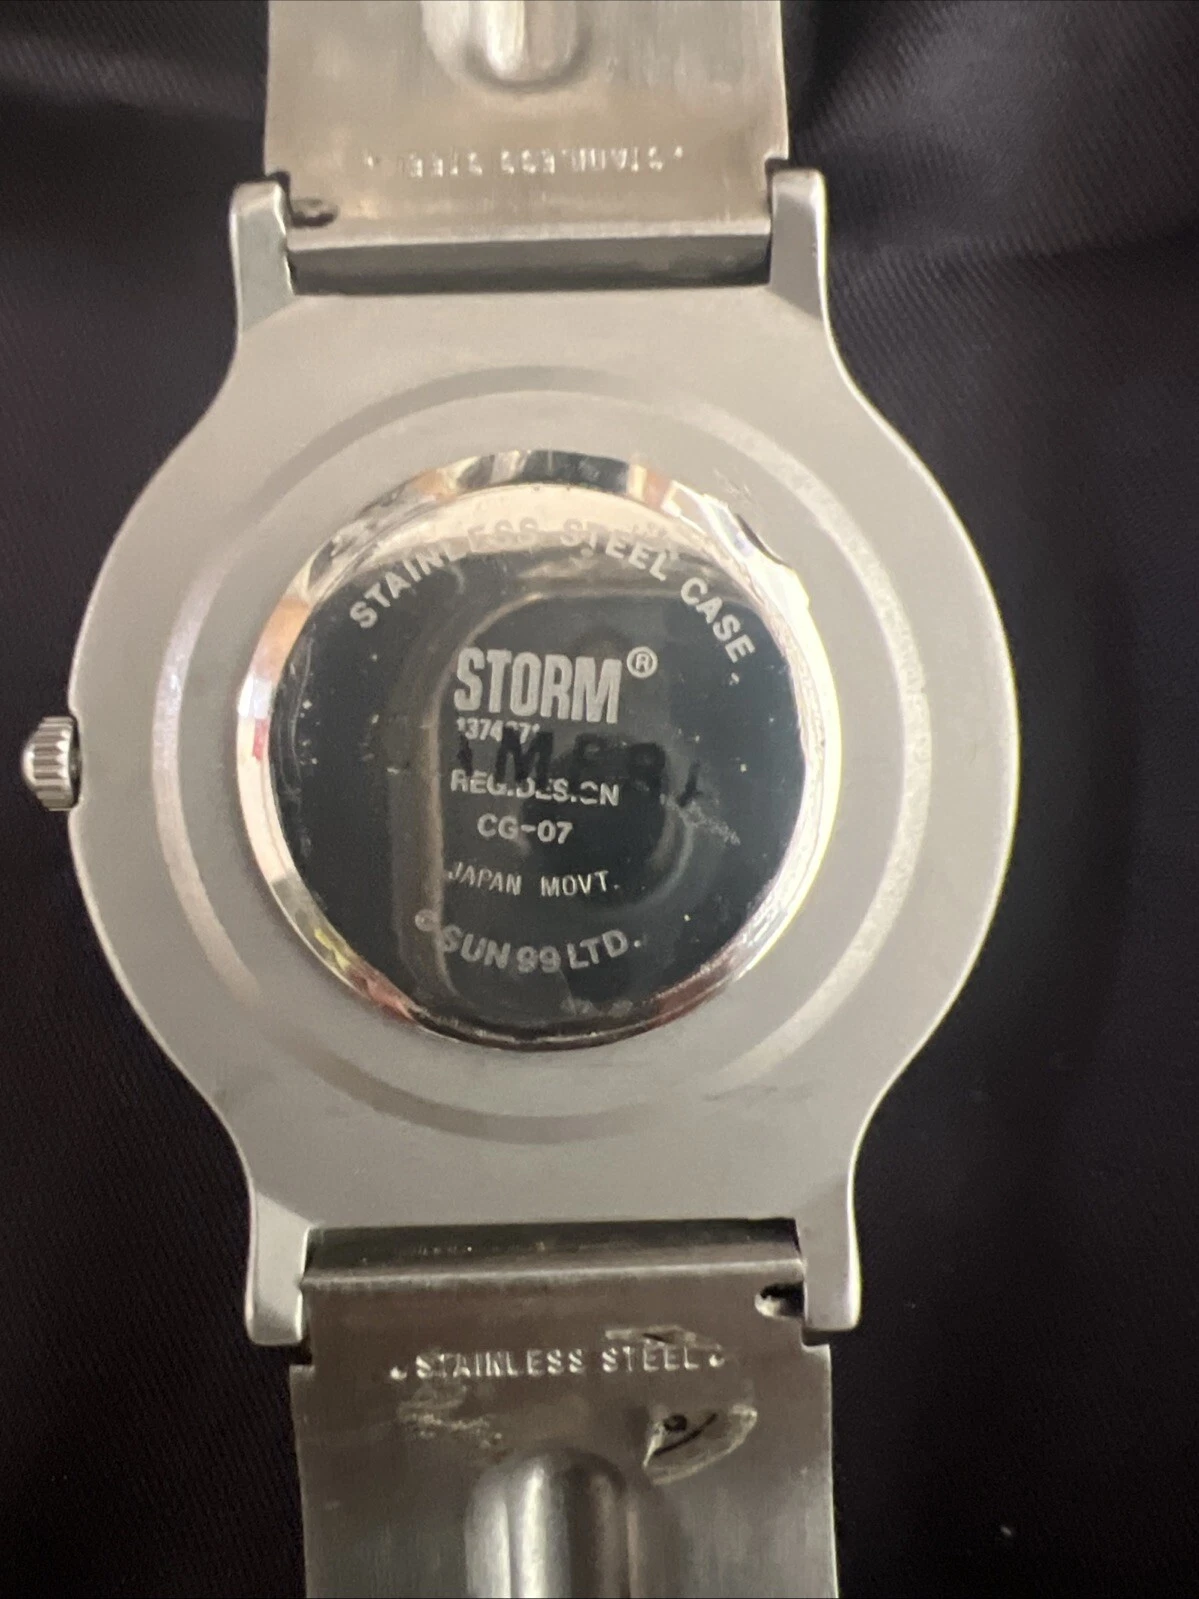 STAINLESS STEEL
STAINLESS STEEL CASE
STORM®
REG.DES.CN
CG-07
JAPAN MOVT.
©SUN 99 LTD.
STAINLESS STEEL